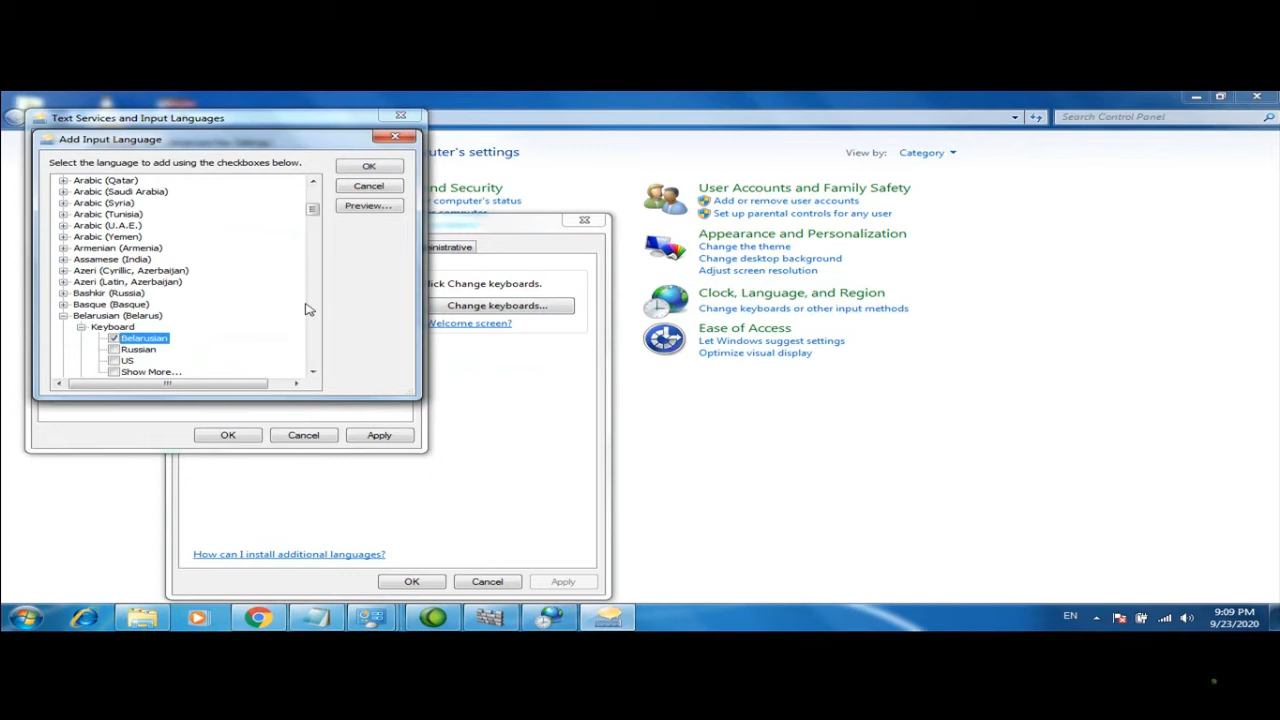 Text Services and Input Languages
Search Control Panel
Add Input Language
Select the language to add using the checkboxes below.
OK
Cancel
Preview...
Arabic (Qatar)
Arabic (Saudi Arabia)
Arabic (Syria)
Arabic (Tunisia)
Arabic (U.A.E.)
Arabic (Yemen)
Armenian (Armenia)
Assamese (India)
Azeri (Cyrillic, Azerbaijan)
Azeri (Latin, Azerbaijan)
Bashkir (Russia)
Basque (Basque)
Belarusian (Belarus)
Keyboard
Belarusian
Russian
US
Show More...
OK
Cancel
Apply
uter's settings
View by: Category
nd Security
s status
User Accounts and Family Safety
Add or remove user accounts
Set up parental controls for any user
Appearance and Personalization
Change the theme
Change desktop background
Adjust screen resolution
Clock, Language, and Region
Change keyboards or other input methods
Ease of Access
Let Windows suggest settings
Optimize visual display
ministrative
lick Change keyboards.
Change keyboards...
Welcome screen?
How can I install additional languages?
OK
Cancel
Apply
EN
9:09 PM
9/23/2020